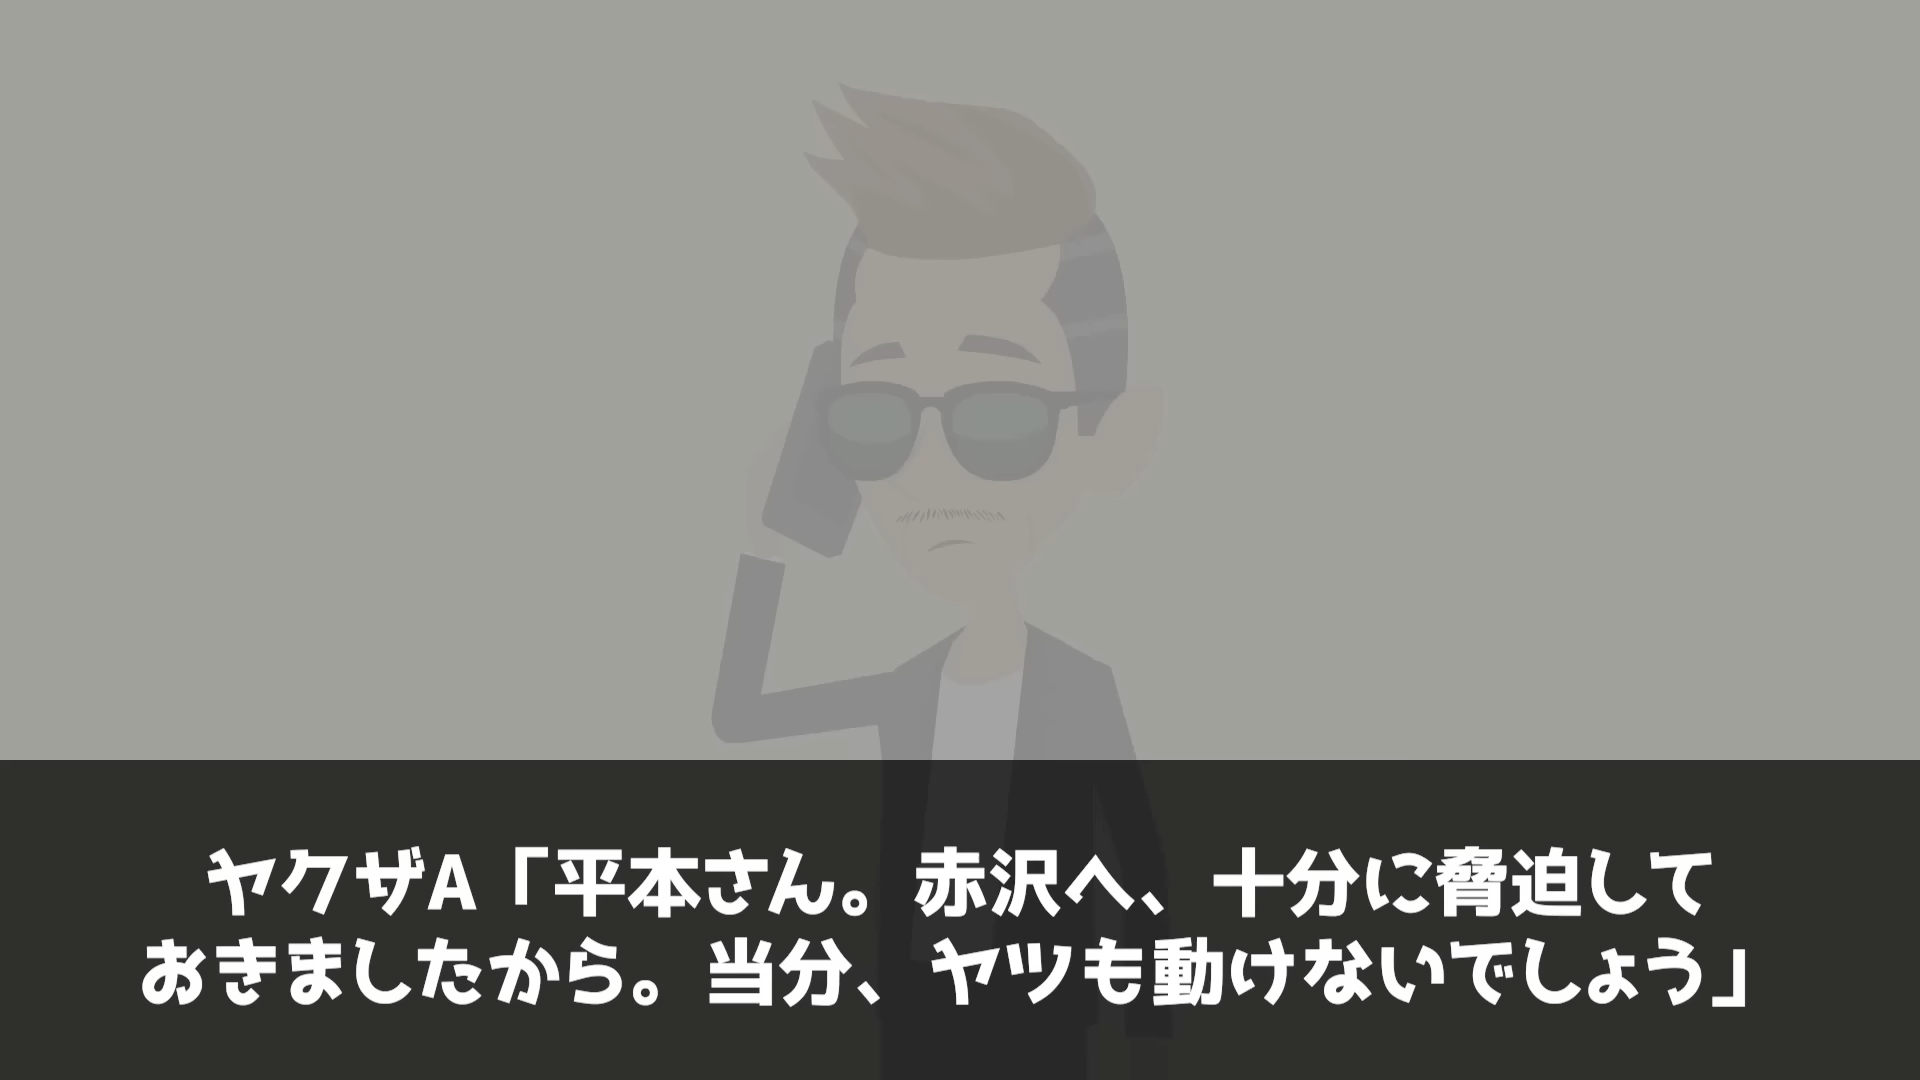 ヤクザA「平本さん。赤沢へ、十分に脅迫して
おきましたから。当分、ヤツも動けないでしょう」